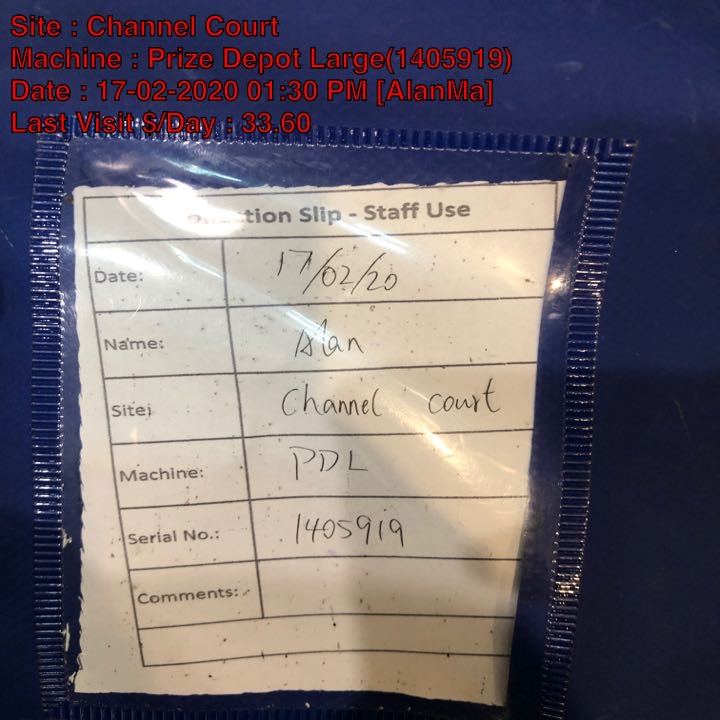 Site : Channel Court
Machine : Prize Depot Large(1405919)
Date : 17-02-2020 01:30 PM [AlanMa]
Last Visit $/Day : 33.60
Slip - Staff Use
Date: 17/02/20
Name: Alan
Site: Channel court
Machine: PDL
Serial No.: 1405919
Comments: